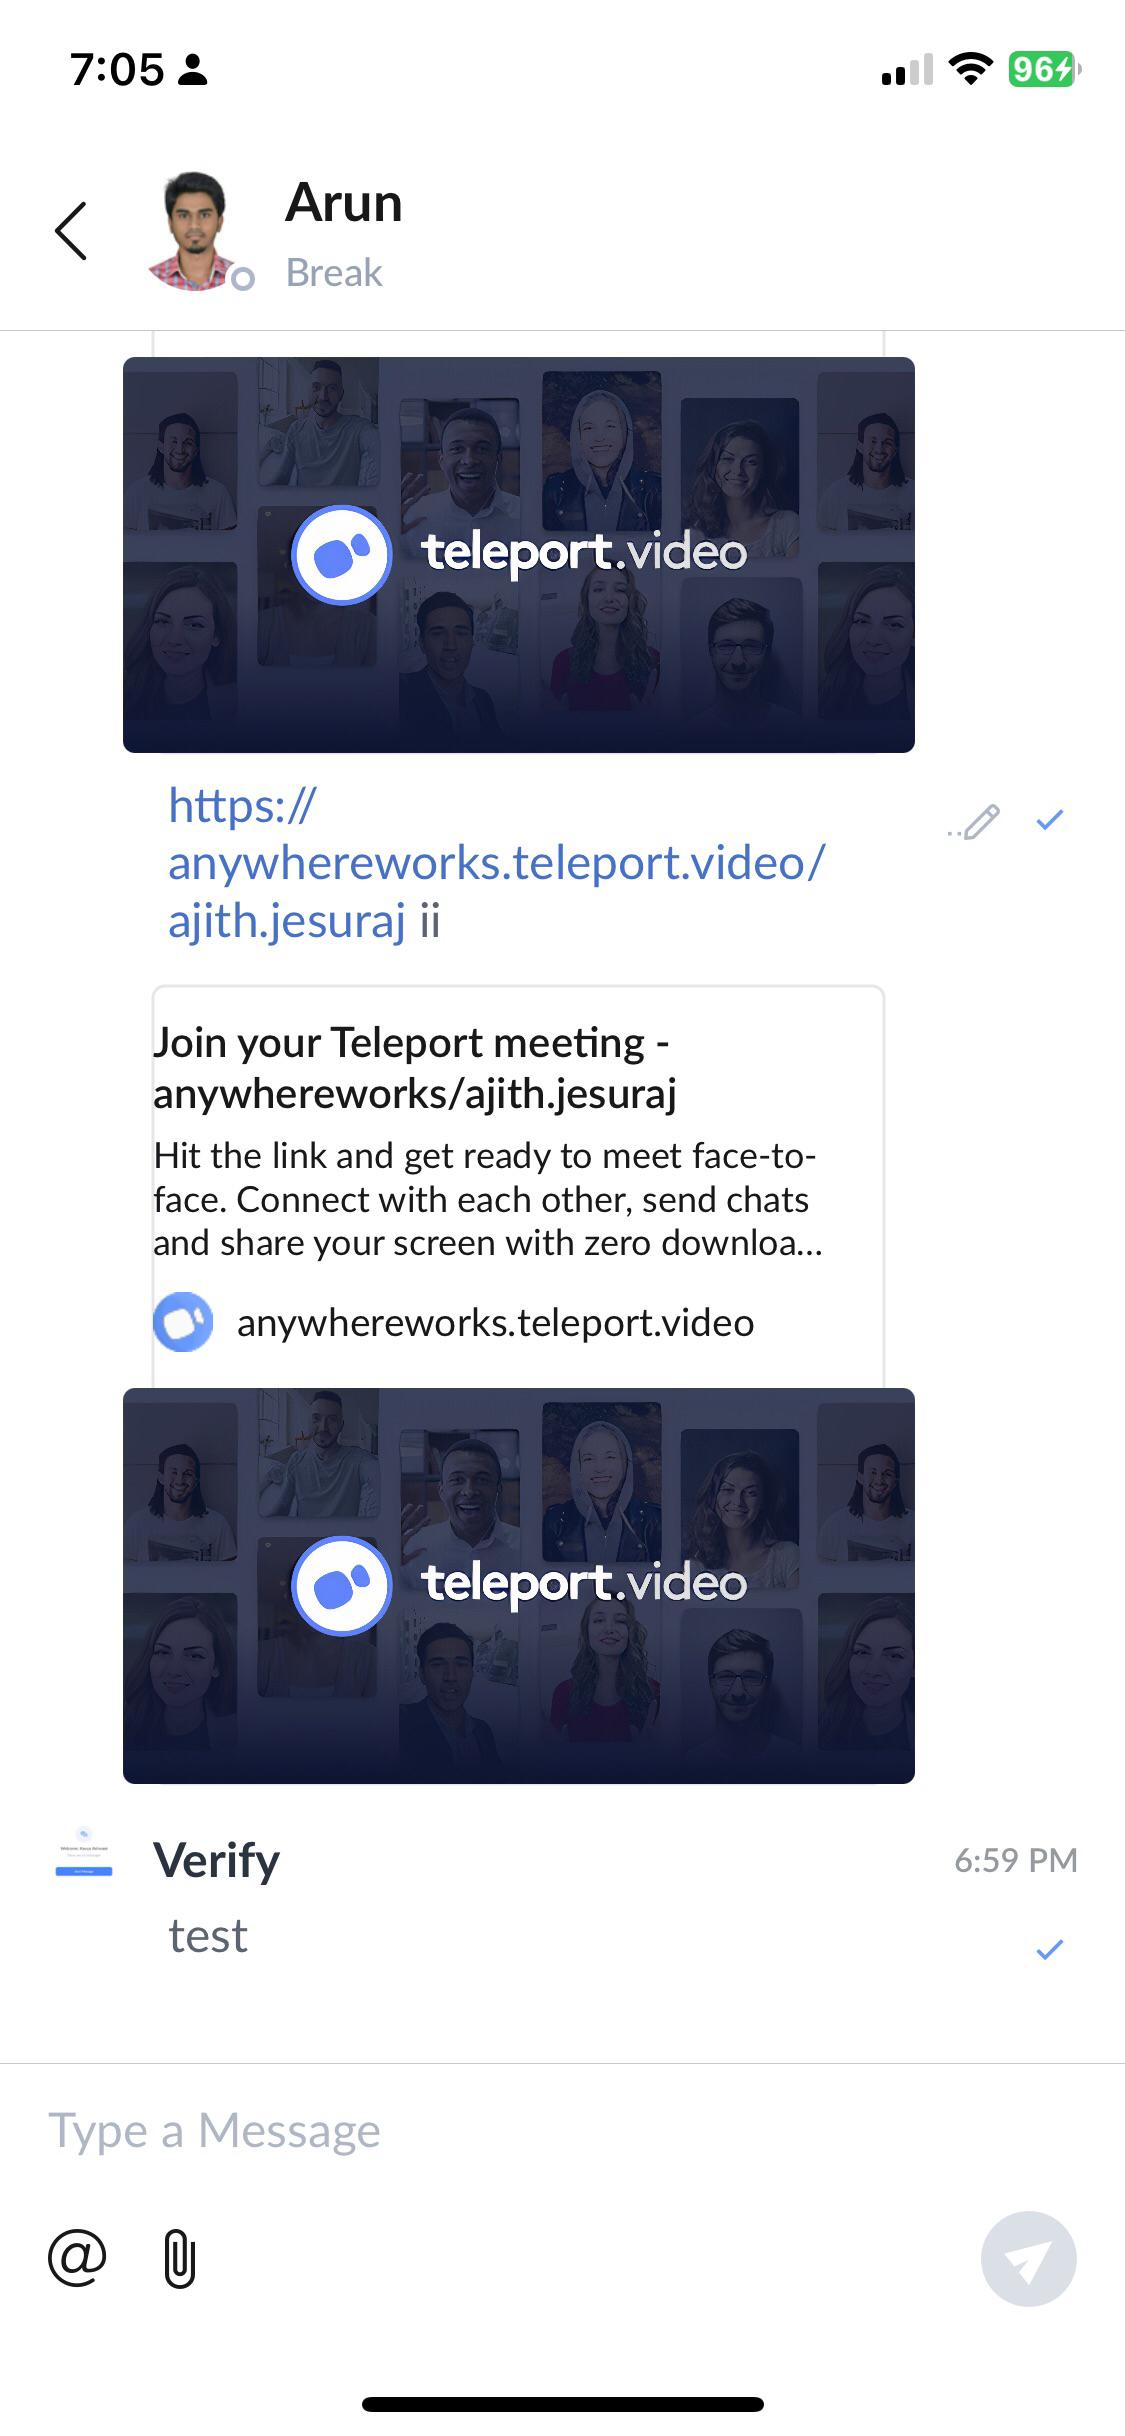 7:05
96
Arun
Break
teleport.video
https://
anywhereworks.teleport.video/
ajith.jesuraj ii
Join your Teleport meeting -
anywhereworks/ajith.jesuraj
Hit the link and get ready to meet face-to-
face. Connect with each other, send chats
and share your screen with zero downloa...
anywhereworks.teleport.video
teleport.video
Verify
6:59 PM
test
Type a Message